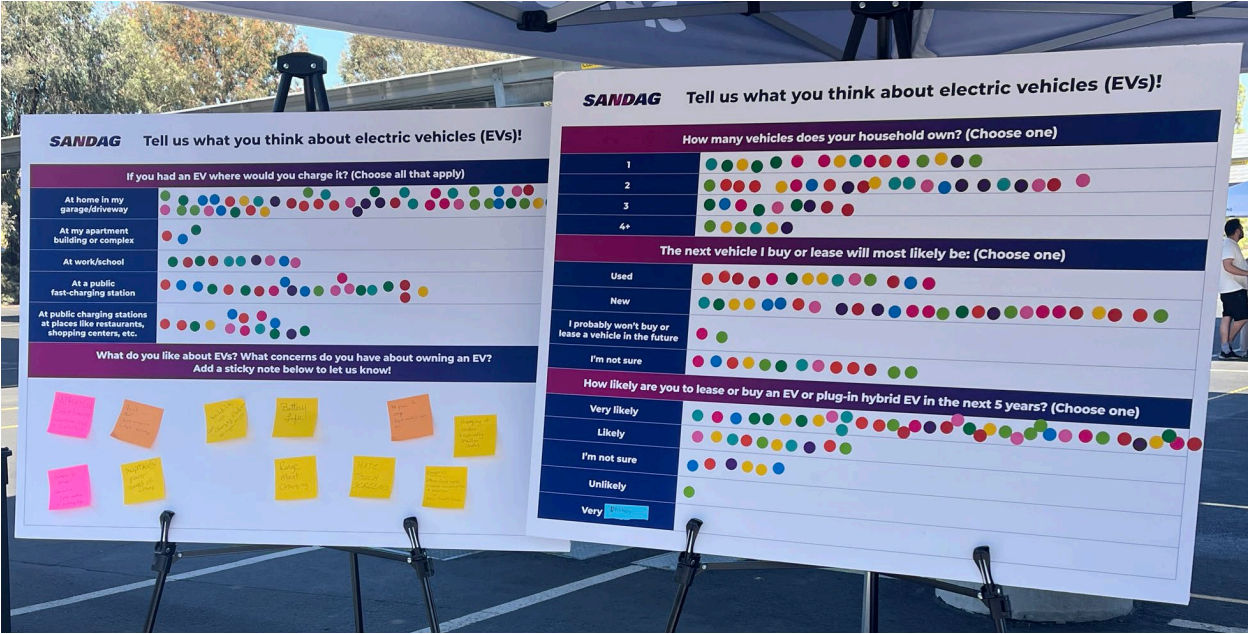 SANDAG Tell us what you think about electric vehicles (EVs)!
If you had an EV where would you charge it? (Choose all that apply)
At home in my
garage/driveway
At my apartment
building or complex
At work/school
At a public
fast-charging station
At public charging stations
at places like restaurants,
shopping centers, etc.
What do you like about EVs? What concerns do you have about owning an EV?
Add a sticky note below to let us know!
Battery
Life
SANDAG Tell us what you think about electric vehicles (EVs)!
How many vehicles does your household own? (Choose one)
1
2
3
4+
The next vehicle I buy or lease will most likely be: (Choose one)
Used
New
I probably won't buy or
lease a vehicle in the future
I'm not sure
How likely are you to lease or buy an EV or plug-in hybrid EV in the next 5 years? (Choose one)
Very likely
Likely
I'm not sure
Unlikely
Very